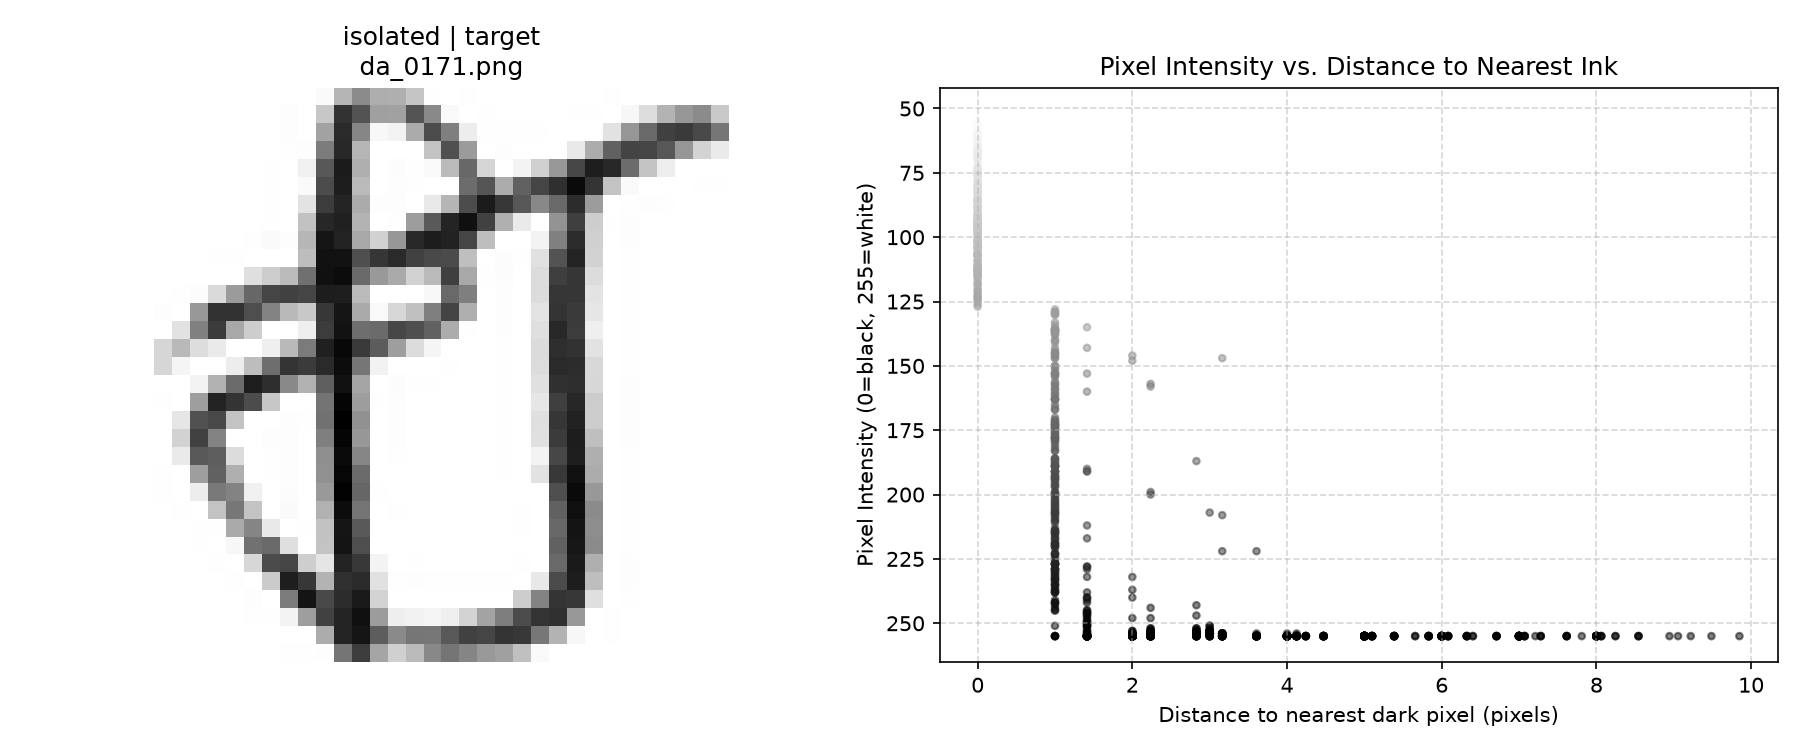 isolated | target
da_0171.png
Pixel Intensity vs. Distance to Nearest Ink
Pixel Intensity (0=black, 255=white)
50
75
100
125
150
175
200
225
250
0 2 4 6 8 10
Distance to nearest dark pixel (pixels)